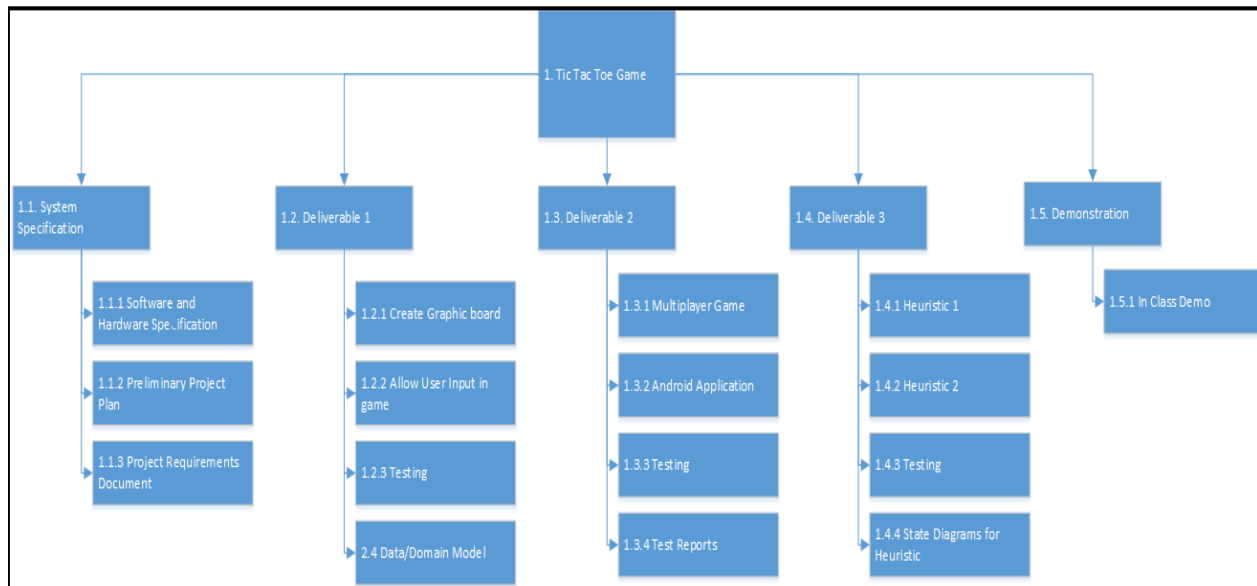 1. Tic Tac Toe Game
1.1. System
Specification
1.2. Deliverable 1
1.3. Deliverable 2
1.4. Deliverable 3
1.5. Demonstration
1.1.1 Software and
Hardware Specification
1.1.2 Preliminary Project
Plan
1.1.3 Project Requirements
Document
1.2.1 Create Graphic board
1.2.2 Allow User Input in
game
1.2.3 Testing
2.4 Data/Domain Model
1.3.1 Multiplayer Game
1.3.2 Android Application
1.3.3 Testing
1.3.4 Test Reports
1.4.1 Heuristic 1
1.4.2 Heuristic 2
1.4.3 Testing
1.4.4 State Diagrams for
Heuristic
1.5.1 In Class Demo